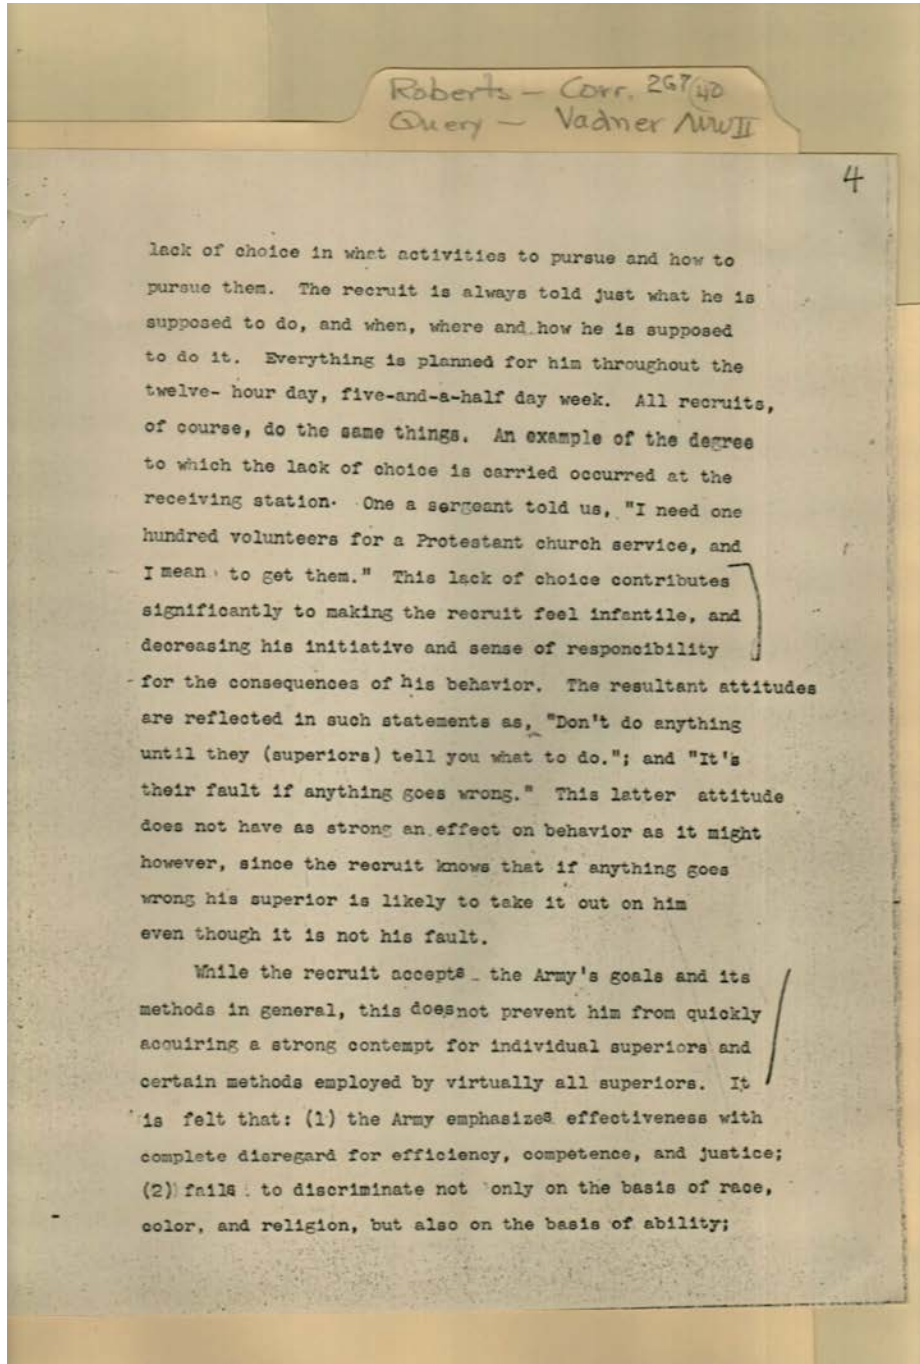 Roberts - Corr. 267/40
Query - Vadner WWII
4
lack of choice in what activities to pursue and how to
pursue them. The recruit is always told just what he is
supposed to do, and when, where and how he is supposed
to do it. Everything is planned for him throughout the
twelve- hour day, five-and-a-half day week. All recruits,
of course, do the same things. An example of the degree
to which the lack of choice is carried occurred at the
receiving station. One a sergeant told us, "I need one
hundred volunteers for a Protestant church service, and
I mean to get them." This lack of choice contributes
significantly to making the recruit feel infantile, and
decreasing his initiative and sense of responcibility
for the consequences of his behavior. The resultant attitudes
are reflected in such statements as, "Don't do anything
until they (superiors) tell you what to do."; and "It's
their fault if anything goes wrong." This latter attitude
does not have as strong an effect on behavior as it might
however, since the recruit knows that if anything goes
wrong his superior is likely to take it out on him
even though it is not his fault.
While the recruit accepts the Army's goals and its
methods in general, this does not prevent him from quickly
acquiring a strong contempt for individual superiors and
certain methods employed by virtually all superiors. It
is felt that: (1) the Army emphasizes effectiveness with
complete disregard for efficiency, competence, and justice;
(2) fails to discriminate not only on the basis of race,
color, and religion, but also on the basis of ability;